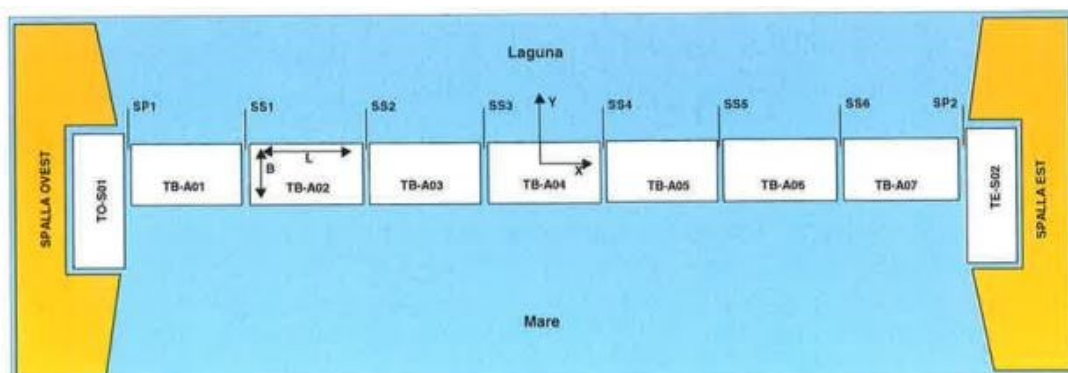 Laguna
SP1
SS1
SS2
SS3
Y
SS4
SS5
SS6
SP2
SPALLA OVEST
TO-S01
TB-A01
L
B
TB-A02
TB-A03
X
TB-A04
TB-A05
TB-A06
TB-A07
TE-S02
SPALLA EST
Mare